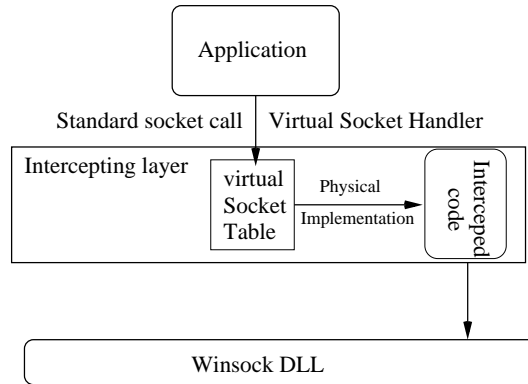 Application
Standard socket call
Virtual Socket Handler
Intercepting layer
virtual
Socket
Table
Physical
Implementation
Interceped
code
Winsock DLL